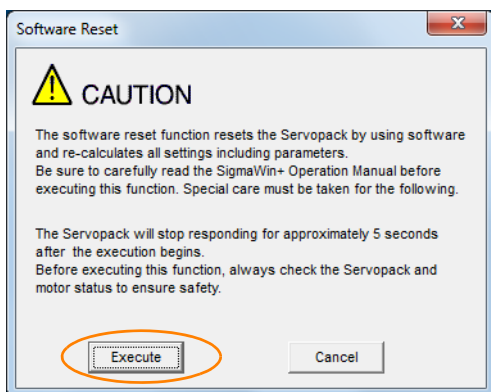 Software Reset
CAUTION
The software reset function resets the Servopack by using software
and re-calculates all settings including parameters.
Be sure to carefully read the SigmaWin+ Operation Manual before
executing this function. Special care must be taken for the following.
The Servopack will stop responding for approximately 5 seconds
after the execution begins.
Before executing this function, always check the Servopack and
motor status to ensure safety.
Execute
Cancel